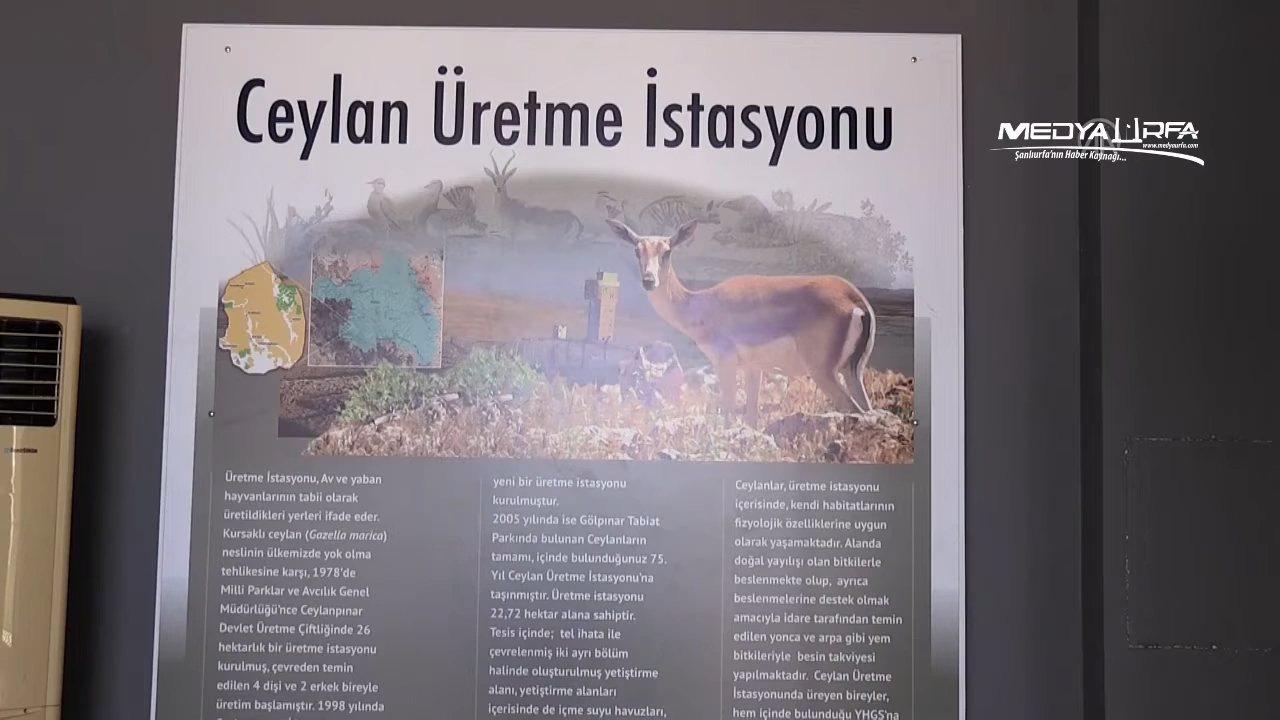 Ceylan Üretme İstasyonu
MEDYA URFA
www.medyaurfa.com
Şanlıurfa'nın Haber Kaynağı...
Üretme İstasyonu, Av ve yaban
hayvanlarının tabii olarak
üretildikleri yerleri ifade eder.
Kursaklı ceylan (Gazella marica)
neslinin ülkemizde yok olma
tehlikesine karşı, 1978'de
Milli Parklar ve Avcılık Genel
Müdürlüğü'nce Ceylanpınar
Devlet Üretme Çiftliğinde 26
hektarlık bir üretme istasyonu
kurulmuş, çevreden temin
edilen 4 dişi ve 2 erkek bireyle
üretim başlamıştır. 1998 yılında
yeni bir üretme istasyonu
kurulmuştur.
2005 yılında ise Gölpınar Tabiat
Parkında bulunan Ceylanların
tamamı, içinde bulunduğunuz 75.
Yıl Ceylan Üretme İstasyonu'na
taşınmıştır. Üretme istasyonu
22,72 hektar alana sahiptir.
Tesis içinde; tel ihata ile
çevrelenmiş iki ayrı bölüm
halinde oluşturulmuş yetiştirme
alanı, yetiştirme alanları
içerisinde de içme suyu havuzları,
Ceylanlar, üretme istasyonu
içerisinde, kendi habitatlarının
fizyolojik özelliklerine uygun
olarak yaşamaktadır. Alanda
doğal yayılışı olan bitkilerle
beslenmekte olup, ayrıca
beslenmelerine destek olmak
amacıyla idare tarafından temin
edilen yonca ve arpa gibi yem
bitkileriyle besin takviyesi
yapılmaktadır. Ceylan Üretme
İstasyonunda üreyen bireyler,
hem içinde bulunduğu YHGS'na